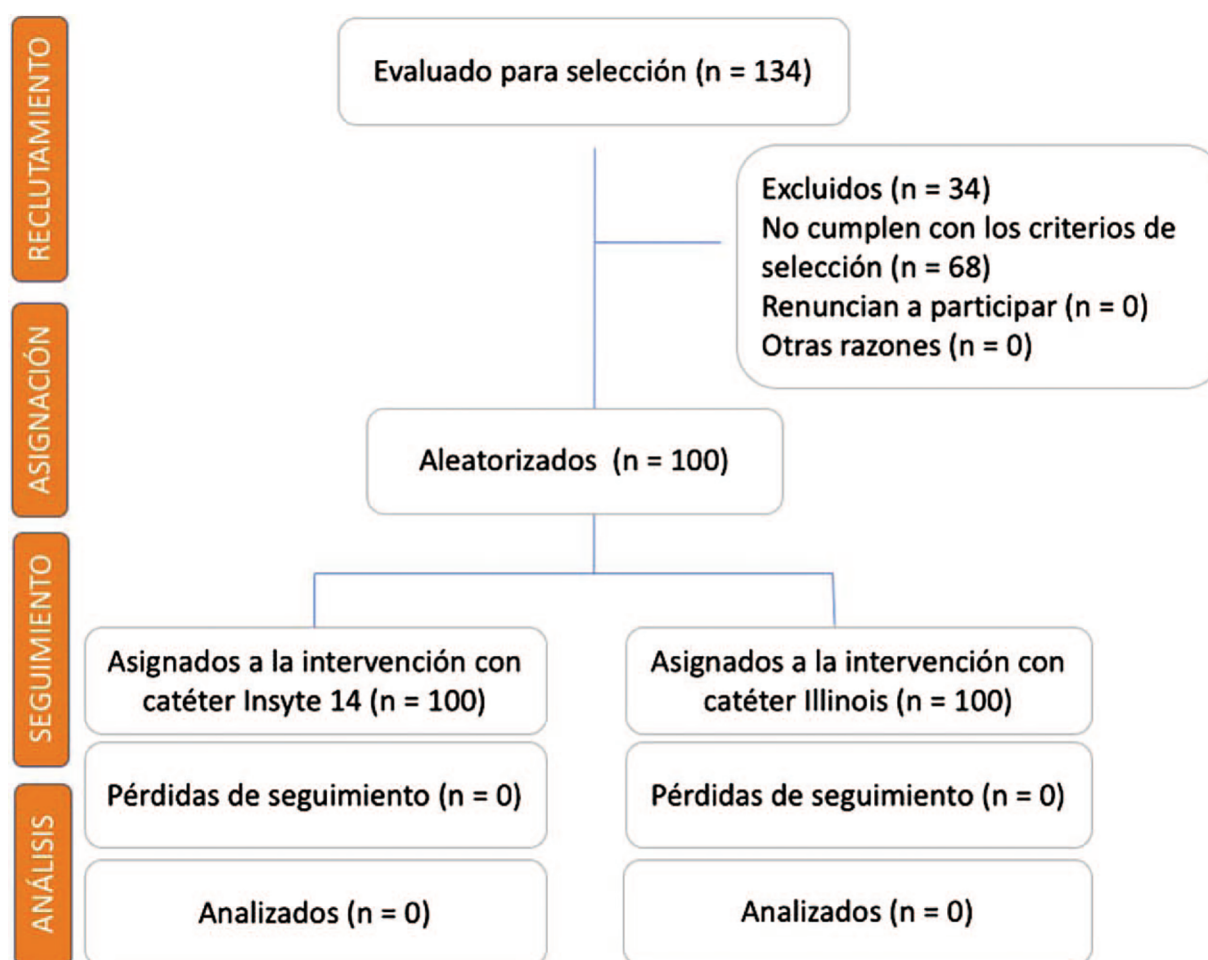 RECLUTAMIENTO
Evaluado para selección (n = 134)
Excluidos (n = 34)
No cumplen con los criterios de
selección (n = 68)
Renuncian a participar (n = 0)
Otras razones (n = 0)
ASIGNACIÓN
Aleatorizados (n = 100)
SEGUIMIENTO
Asignados a la intervención con
catéter Insyte 14 (n = 100)
Asignados a la intervención con
catéter Illinois (n = 100)
Pérdidas de seguimiento (n = 0)
Pérdidas de seguimiento (n = 0)
ANÁLISIS
Analizados (n = 0)
Analizados (n = 0)